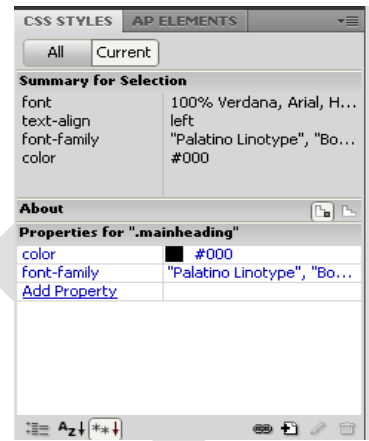 CSS STYLES AP ELEMENTS
All Current
Summary for Selection
font 100% Verdana, Arial, H...
text-align left
font-family "Palatino Linotype", "Bo...
color #000
About
Properties for ".mainheading"
color #000
font-family "Palatino Linotype", "Bo...
Add Property
Az↓ **↓